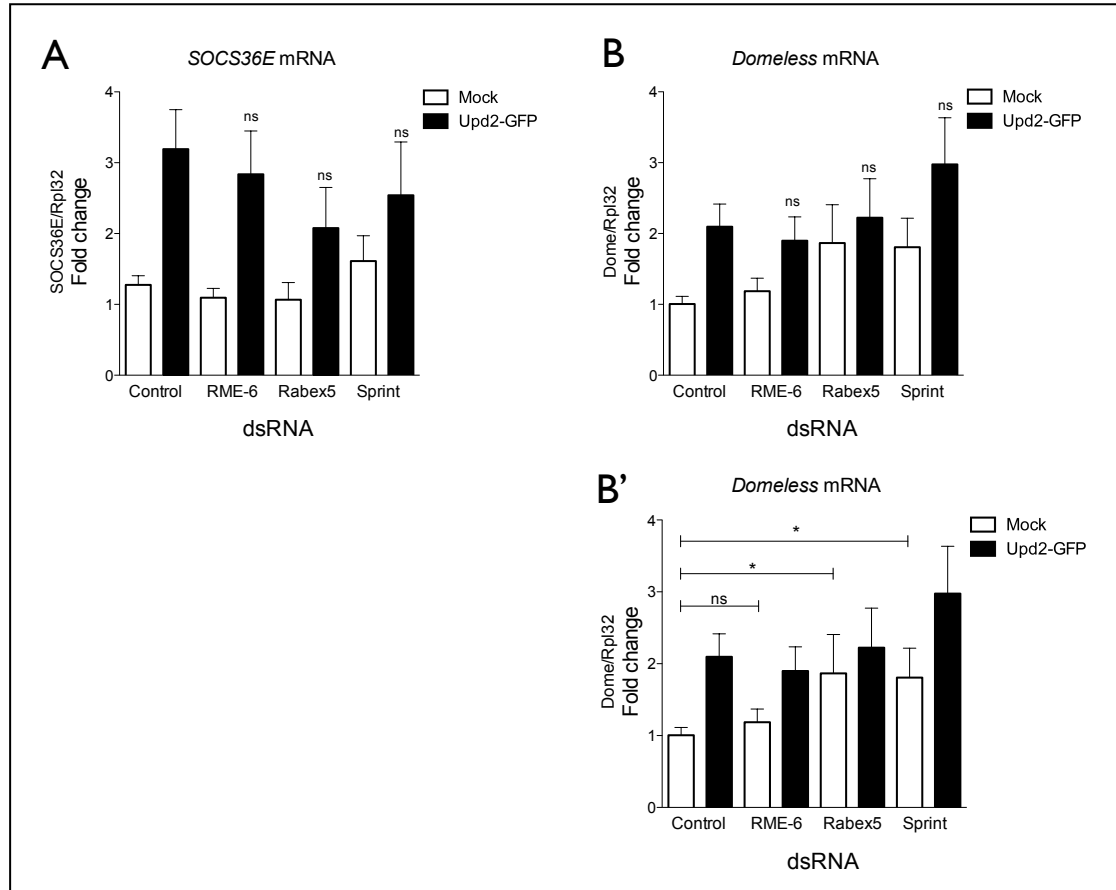 A
SOCS36E mRNA
Mock
Upd2-GFP
SOCS36E/Rpl32
Fold change
4
3
2
1
0
ns
ns
ns
Control RME-6 Rabex5 Sprint
dsRNA
B
Domeless mRNA
Mock
Upd2-GFP
Dome/Rpl32
Fold change
4
3
2
1
0
ns
ns
ns
Control RME-6 Rabex5 Sprint
dsRNA
B’
Domeless mRNA
Mock
Upd2-GFP
Dome/Rpl32
Fold change
4
3
2
1
0
*
*
ns
Control RME-6 Rabex5 Sprint
dsRNA